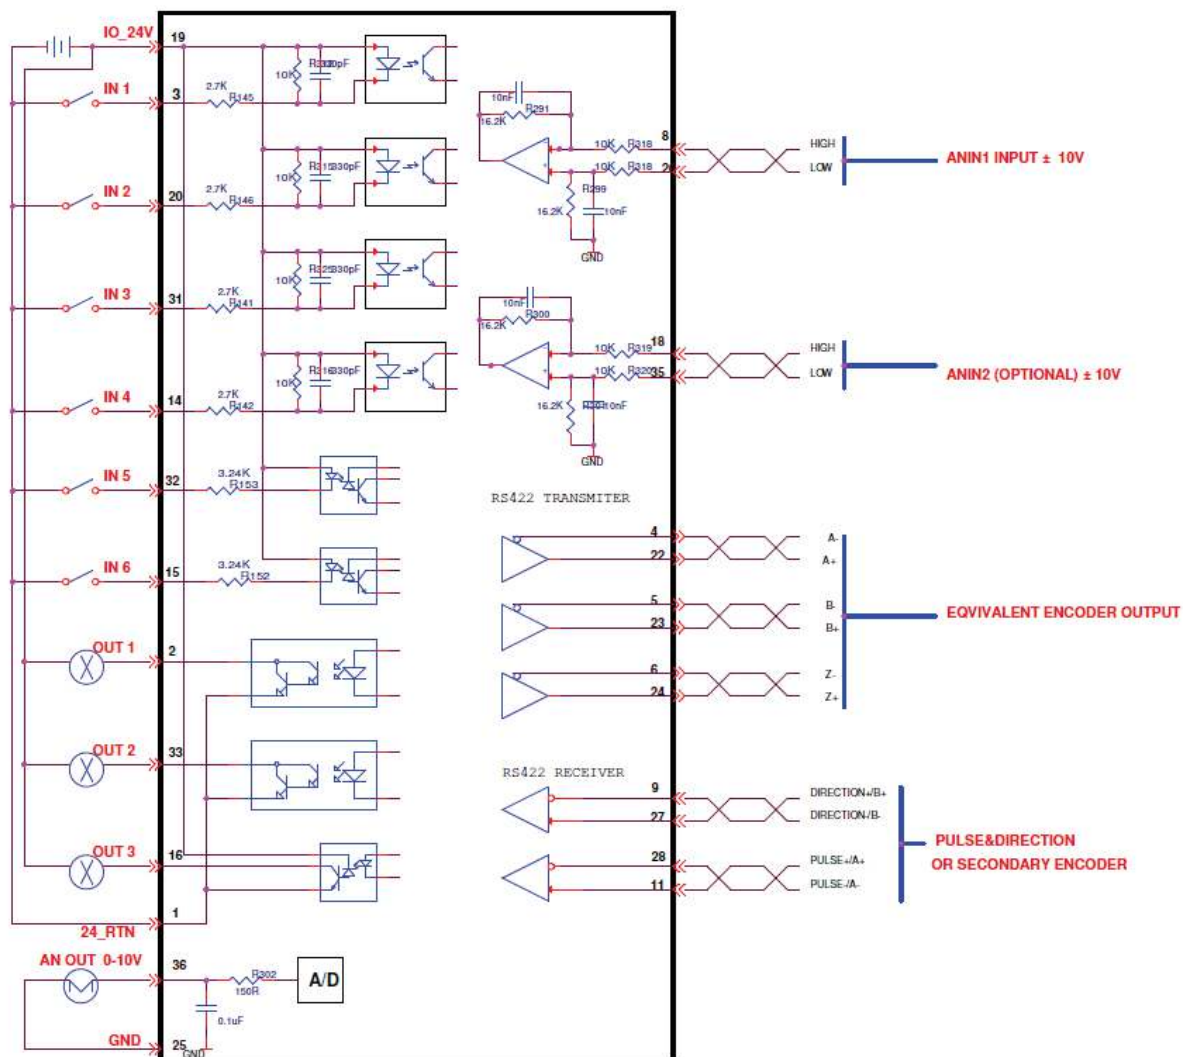 IO_24V
19
10K
330pF
IN 1
3
2.7K
R145
IN 2
20
2.7K
R146
10K
R315
330pF
IN 3
31
2.7K
R141
10K
R325
330pF
IN 4
14
2.7K
R142
10K
R316
330pF
IN 5
32
3.24K
R153
IN 6
15
3.24K
R152
OUT 1
2
OUT 2
33
OUT 3
16
1
24_RTN
AN OUT 0-10V
36
R302
150R
A/D
0.1uF
GND
25
GND
10nF
R291
16.2K
8
10K
R318
HIGH
10K
R318
2
LOW
ANIN1 INPUT ± 10V
R299
16.2K
10nF
GND
10nF
R300
16.2K
18
10K
R319
HIGH
10K
R320
35
LOW
ANIN2 (OPTIONAL) ± 10V
16.2K
10nF
GND
RS422 TRANSMITER
4
A-
22
A+
5
B-
23
B+
EQVIVALENT ENCODER OUTPUT
6
Z-
24
Z+
RS422 RECEIVER
9
DIRECTION+/B+
27
DIRECTION-/B-
28
PULSE+/A+
11
PULSE-/A-
PULSE&DIRECTION
OR SECONDARY ENCODER